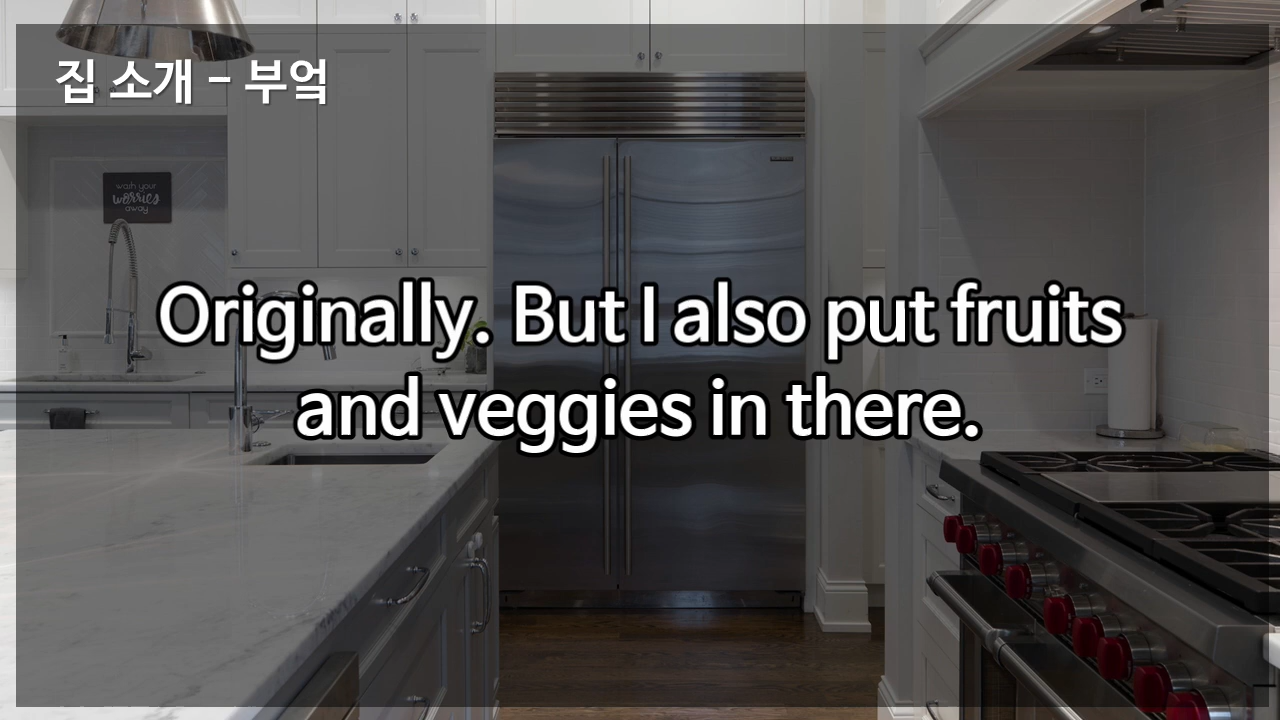 집 소개 - 부엌
wash your
worries
away
Originally. But I also put fruits
and veggies in there.